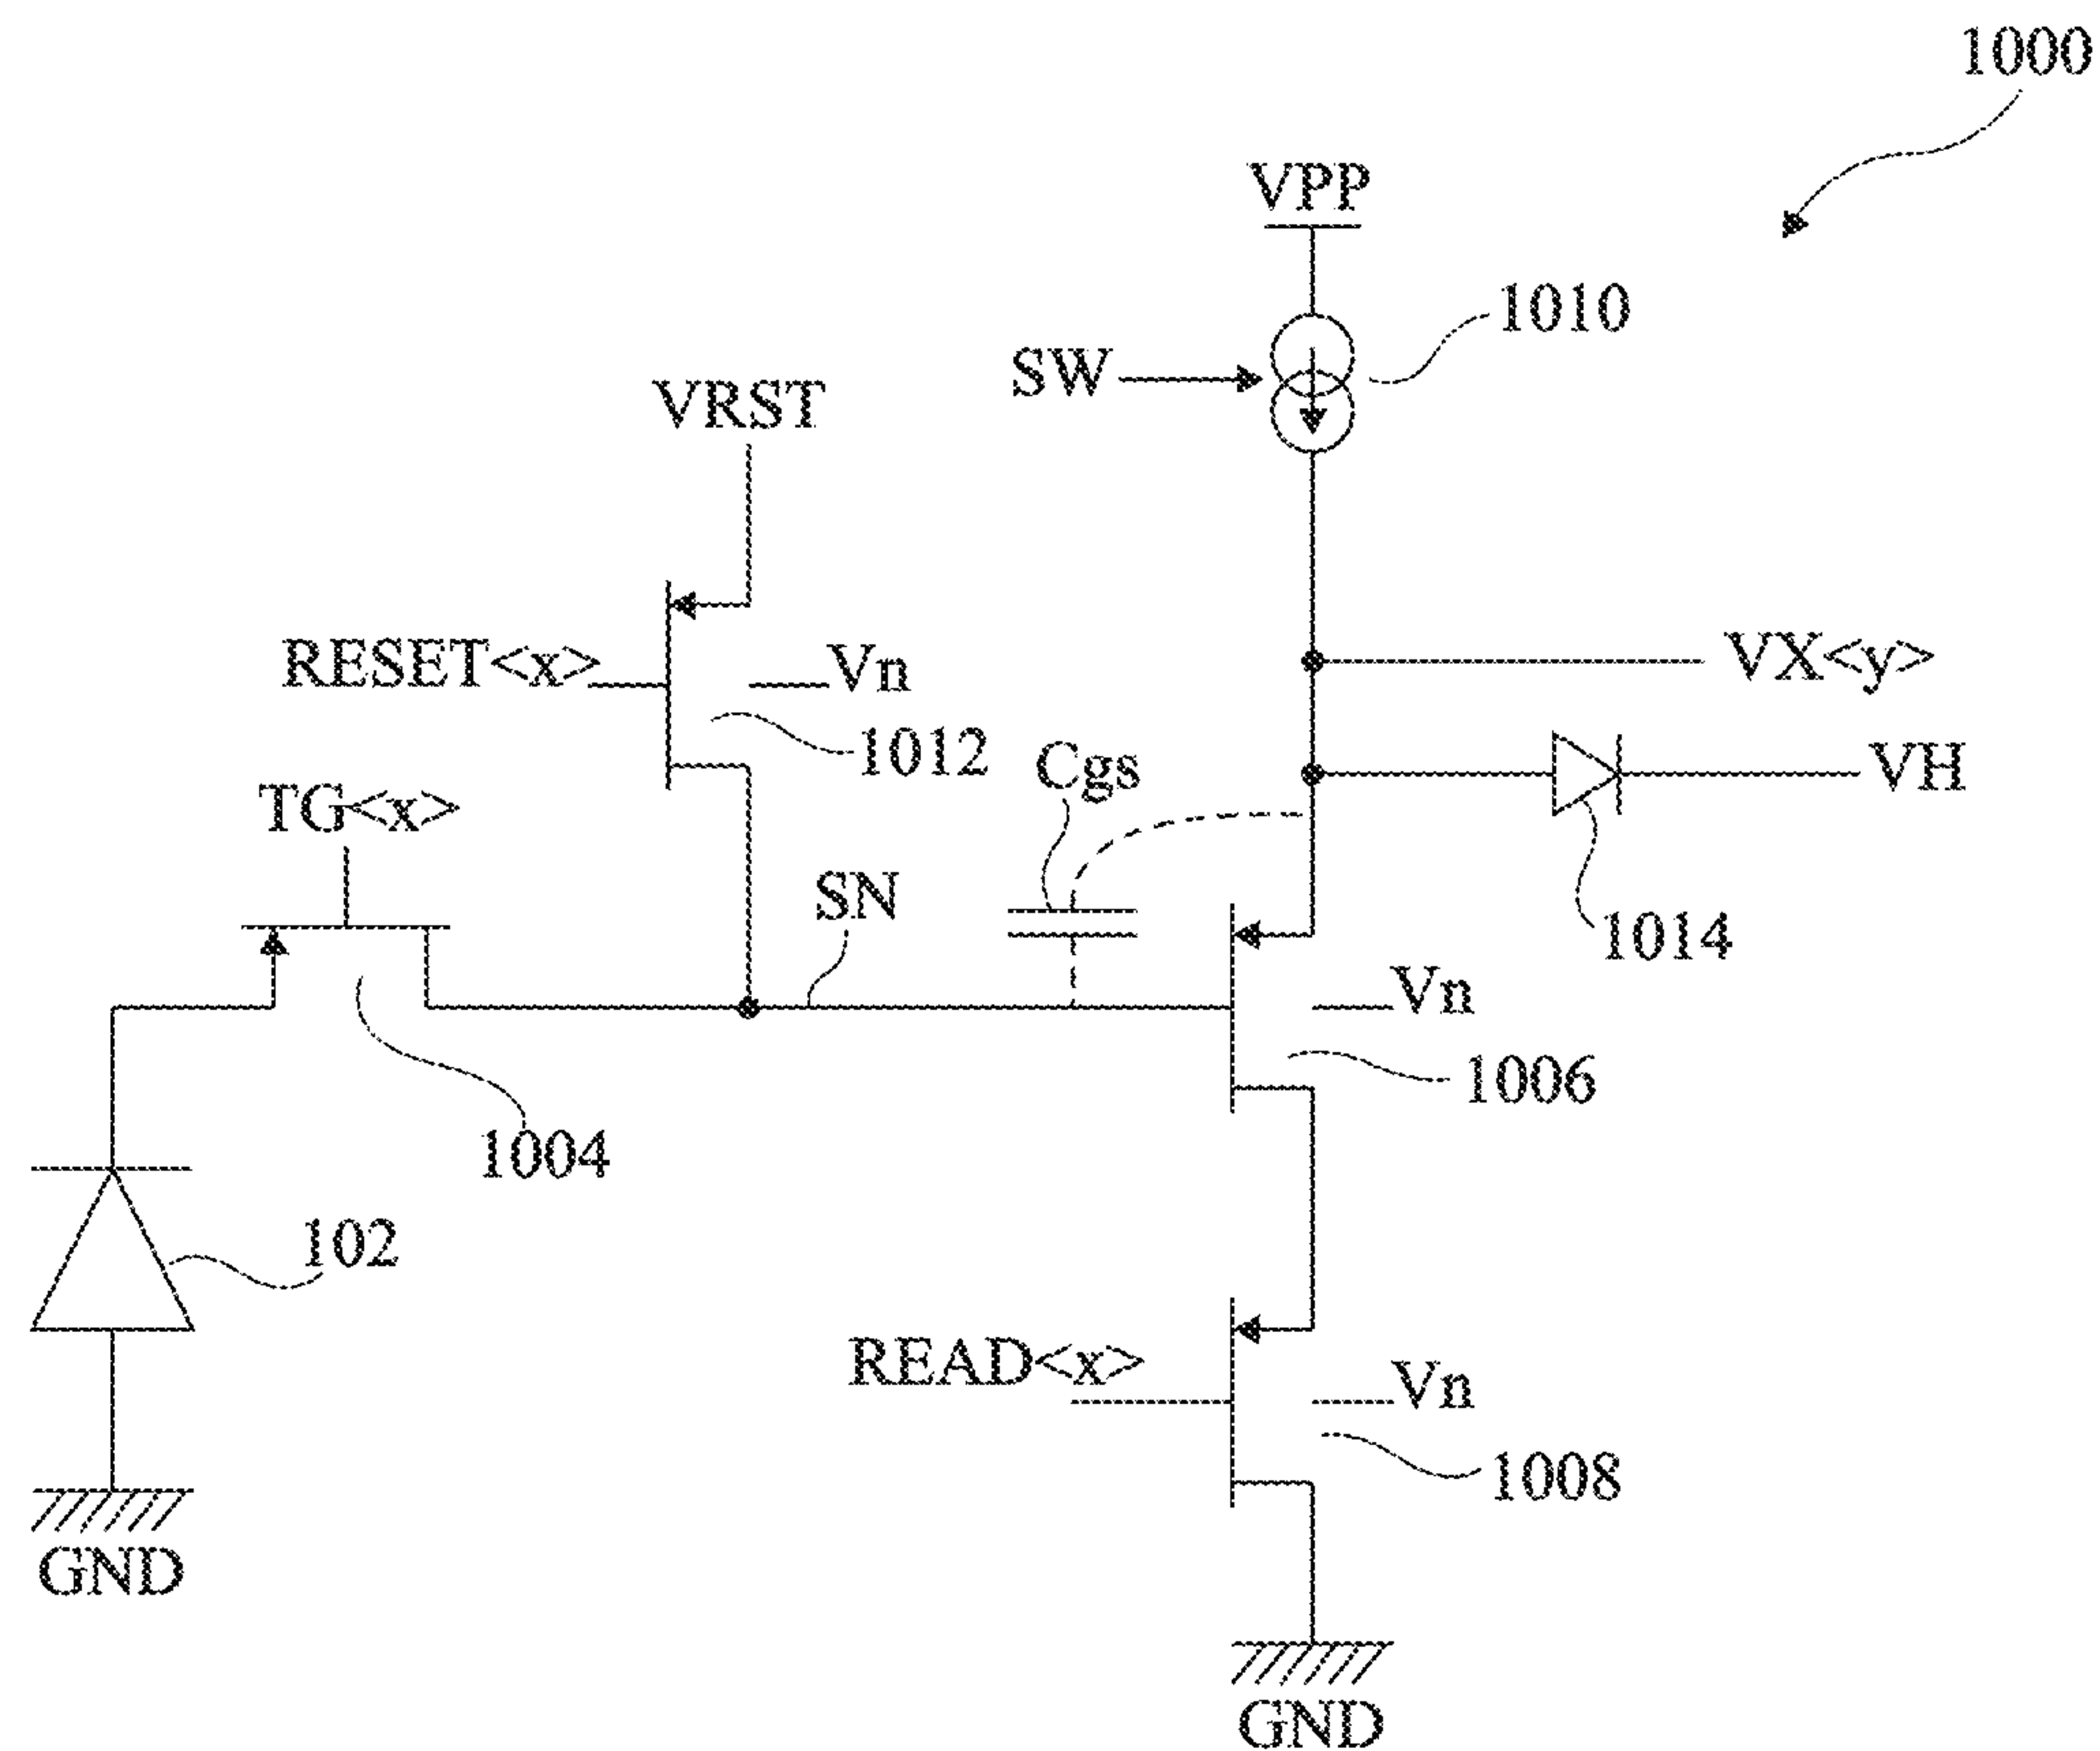 1000
VPP
1010
SW
VRST
RESET<x>
Vn
VX<y>
1012
Cgs
VH
TG<x>
SN
1014
Vn
1006
1004
102
READ<x>
Vn
1008
GND
GND